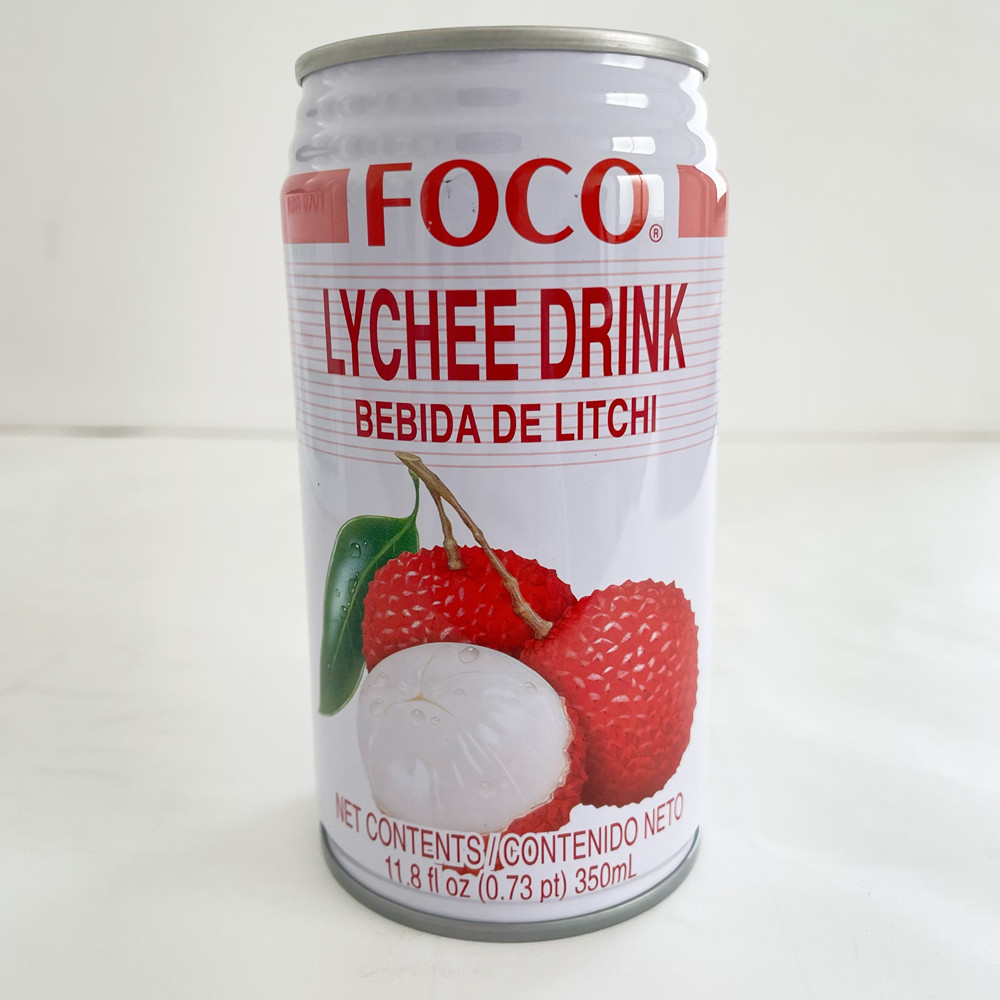 FOCO®
LYCHEE DRINK
BEBIDA DE LITCHI
NET CONTENTS/CONTENIDO NETO
11.8 fl oz (0.73 pt) 350mL